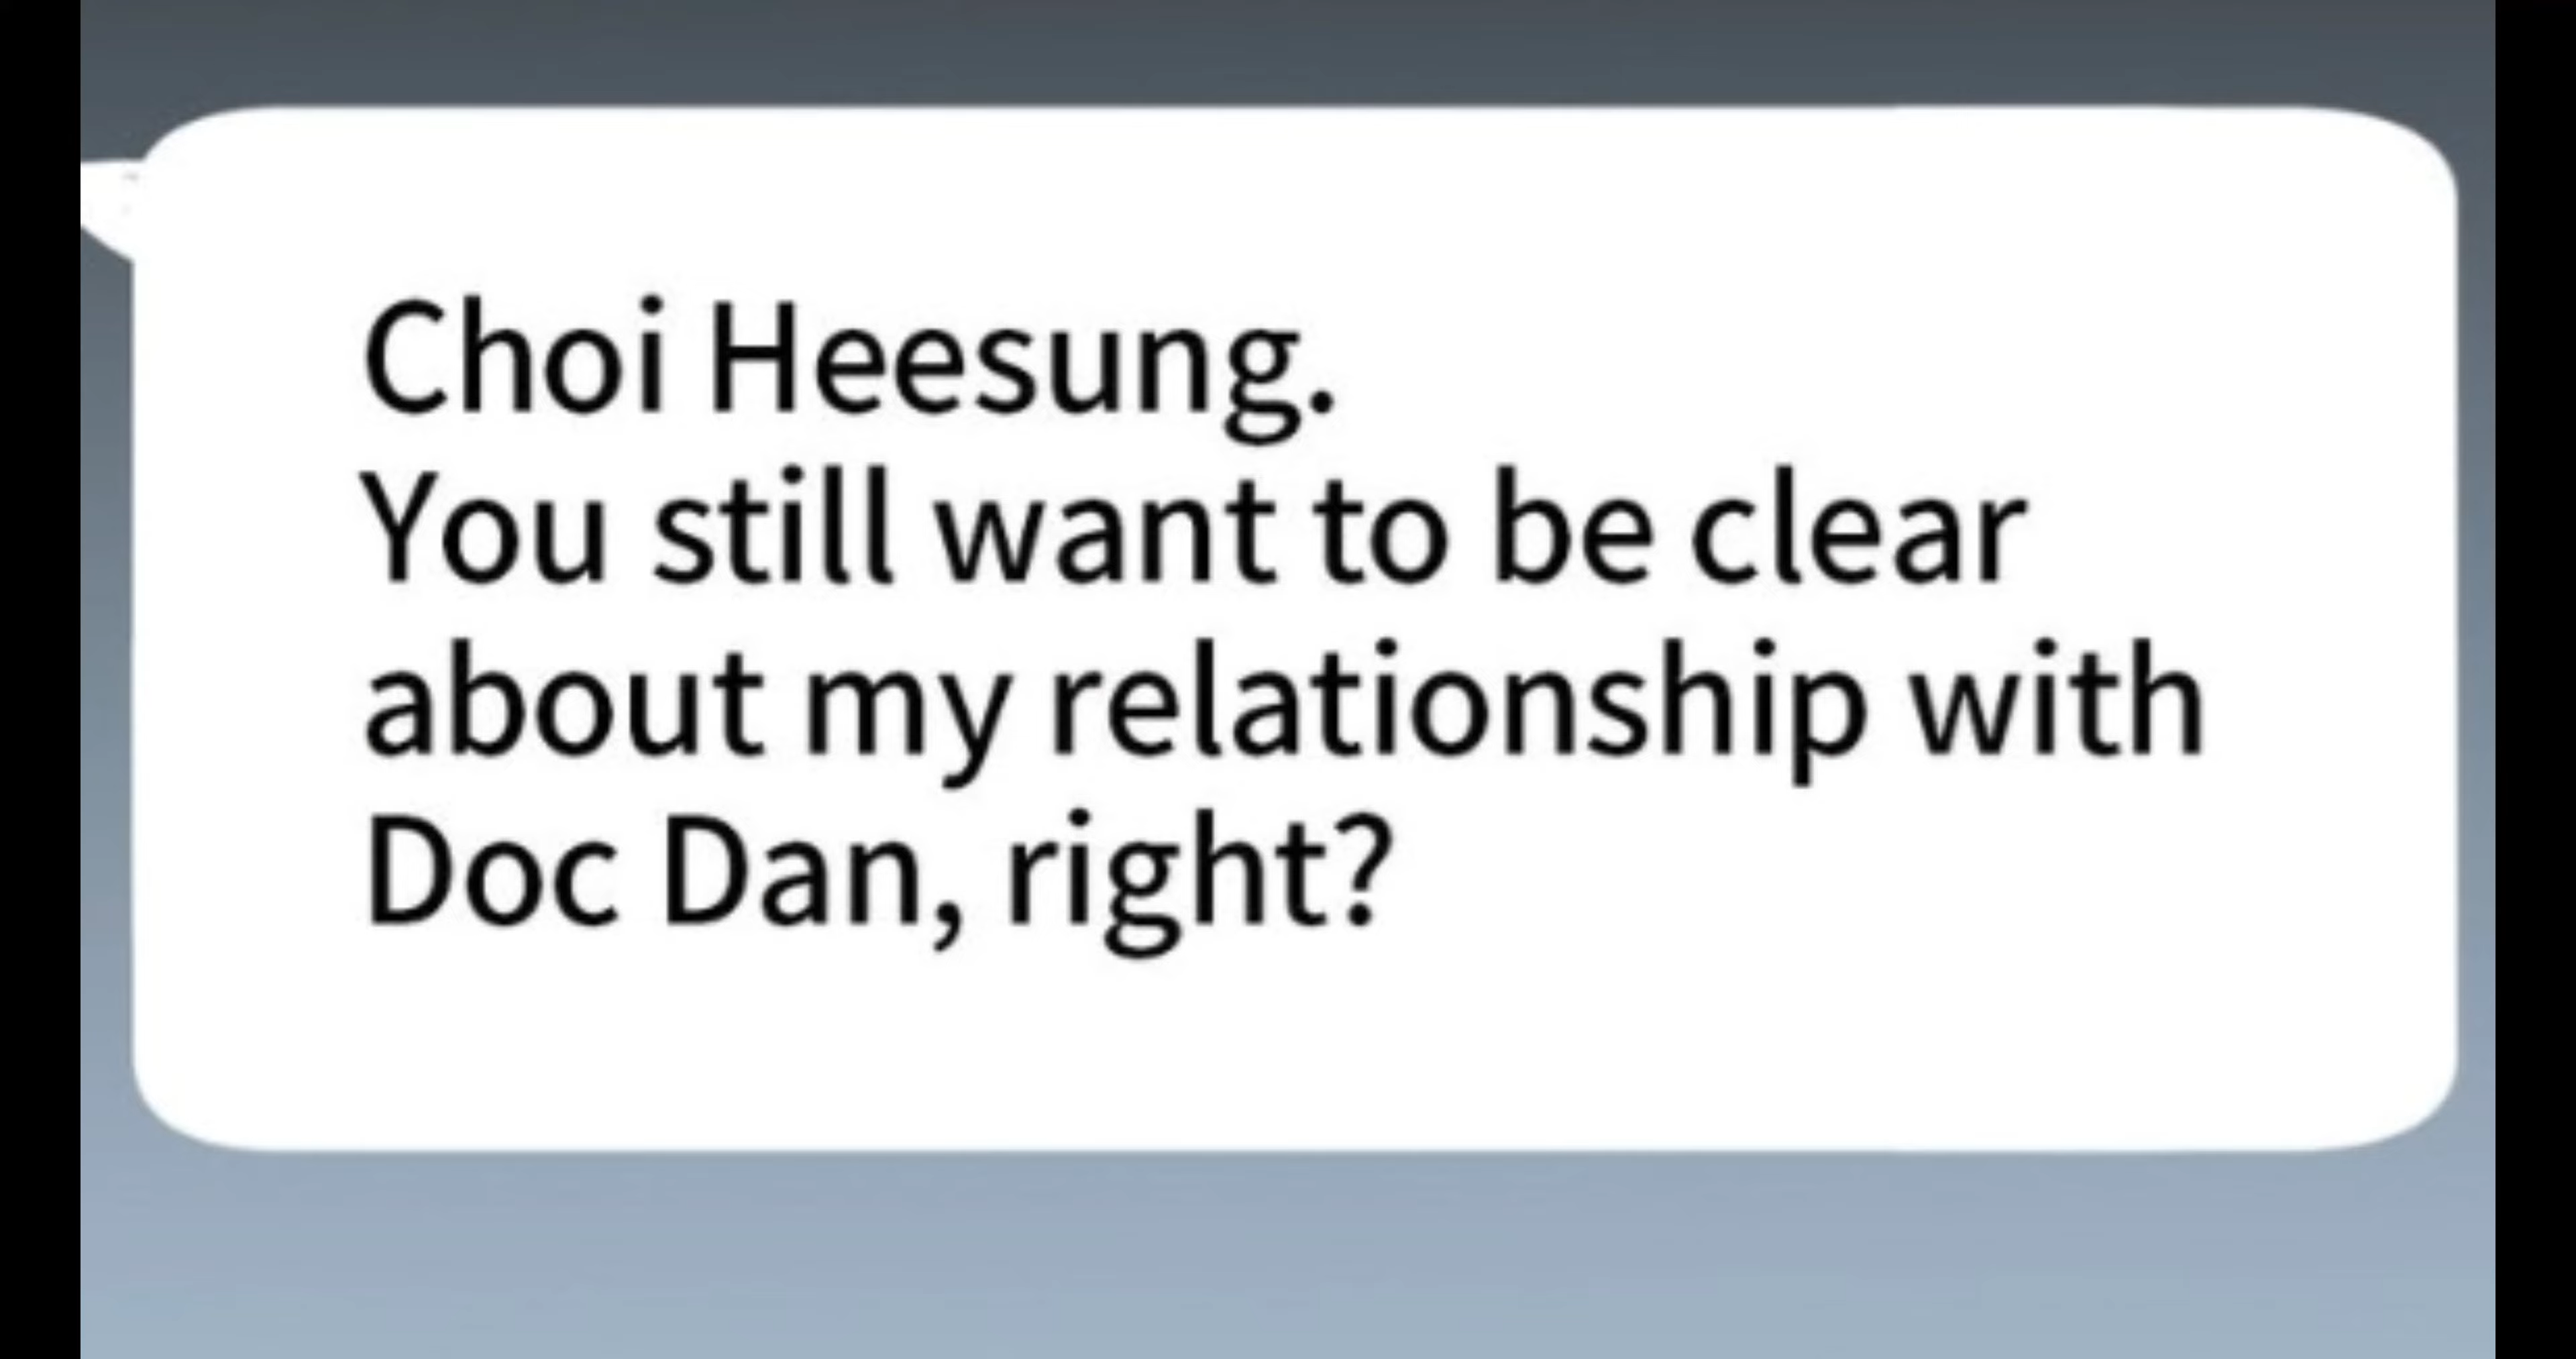 Choi Heesung.
You still want to be clear
about my relationship with
Doc Dan, right?